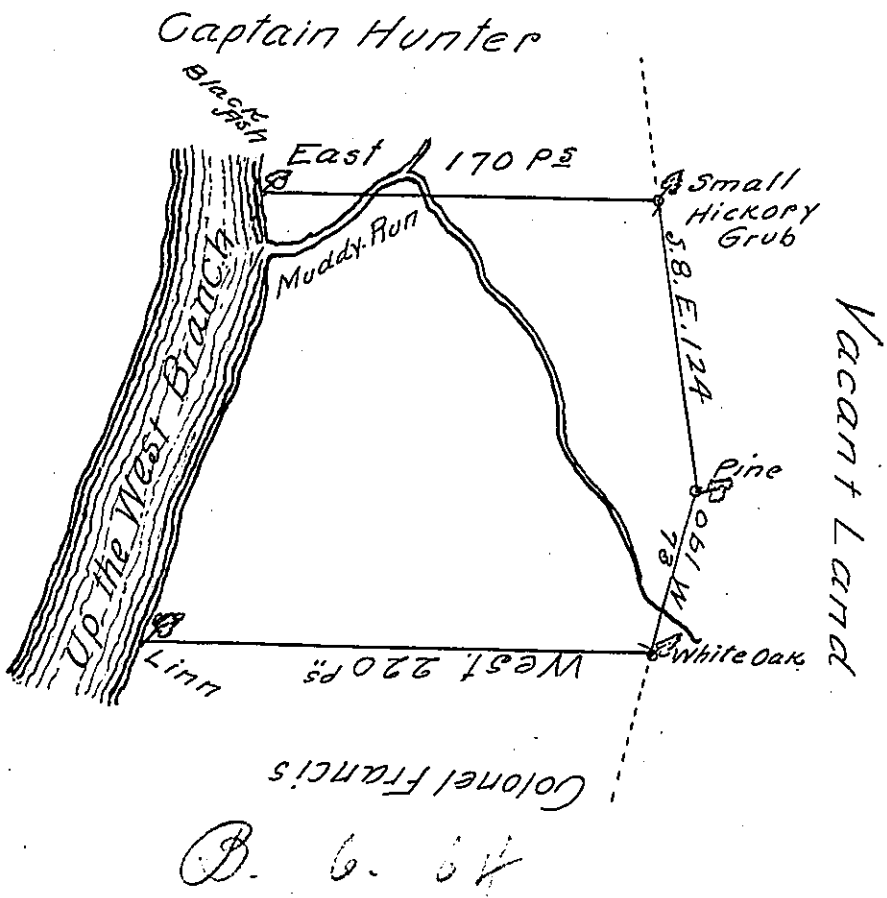 Captain Hunter
Black
Ash
East 170 Ps
Small
Hickory
Grub
Muddy Run
S.8.E.124
Vacant Land
Up the West Branch
Pine
061 W
73
White Oak
Linn
West. 220 Ps
Colonel Francis
B. 6. 64